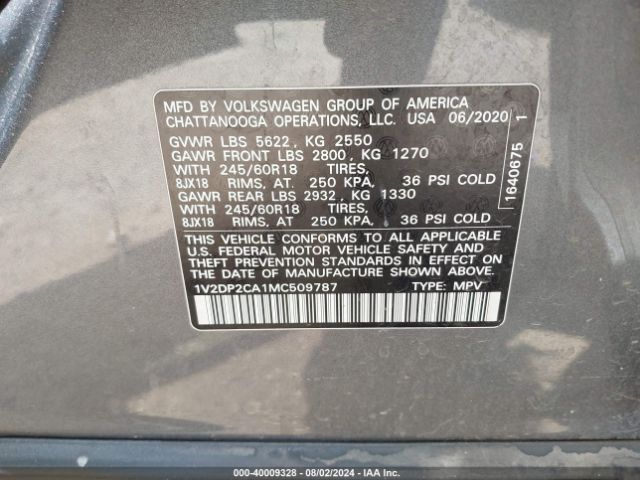 MFD BY VOLKSWAGEN GROUP OF AMERICA
CHATTANOOGA OPERATIONS, LLC. USA 06/2020
GVWR LBS 5622, KG 2550
GAWR FRONT LBS 2800, KG 1270
WITH 245/60R18 TIRES,
8JX18 RIMS, AT. 250 KPA, 36 PSI COLD
GAWR REAR LBS 2932, KG 1330
WITH 245/60R18 TIRES,
8JX18 RIMS, AT 250 KPA, 36 PSI COLD
THIS VEHICLE CONFORMS TO ALL APPLICABLE
U.S. FEDERAL MOTOR VEHICLE SAFETY AND
THEFT PREVENTION STANDARDS IN EFFECT ON
THE DATE OF MANUFACTURE SHOWN ABOVE.
1V2DP2CA1MC509787 TYPE: MPV
1640675 1
000-40009328 - 08/02/2024 - IAA Inc.